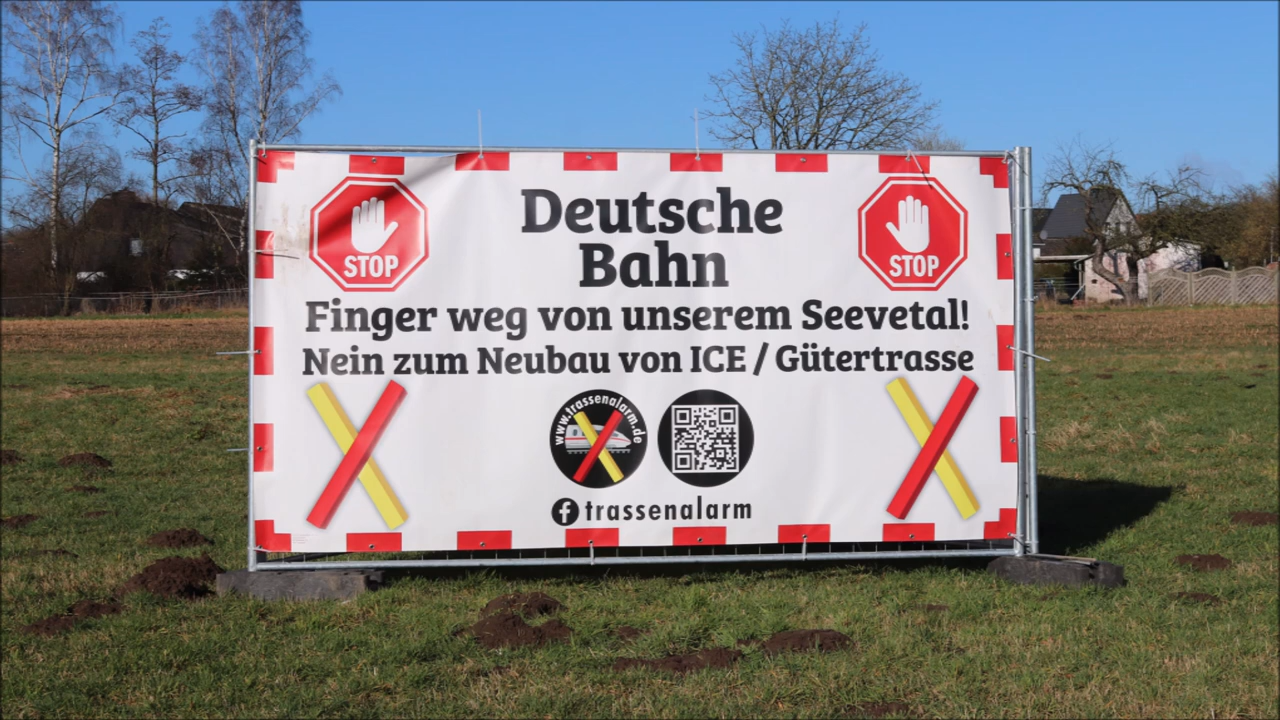 Deutsche
STOP
STOP
Bahn
Finger weg von unserem Seevetal!
Nein zum Neubau von ICE / Gütertrasse
www.trassenalarm.de
f trassenalarm